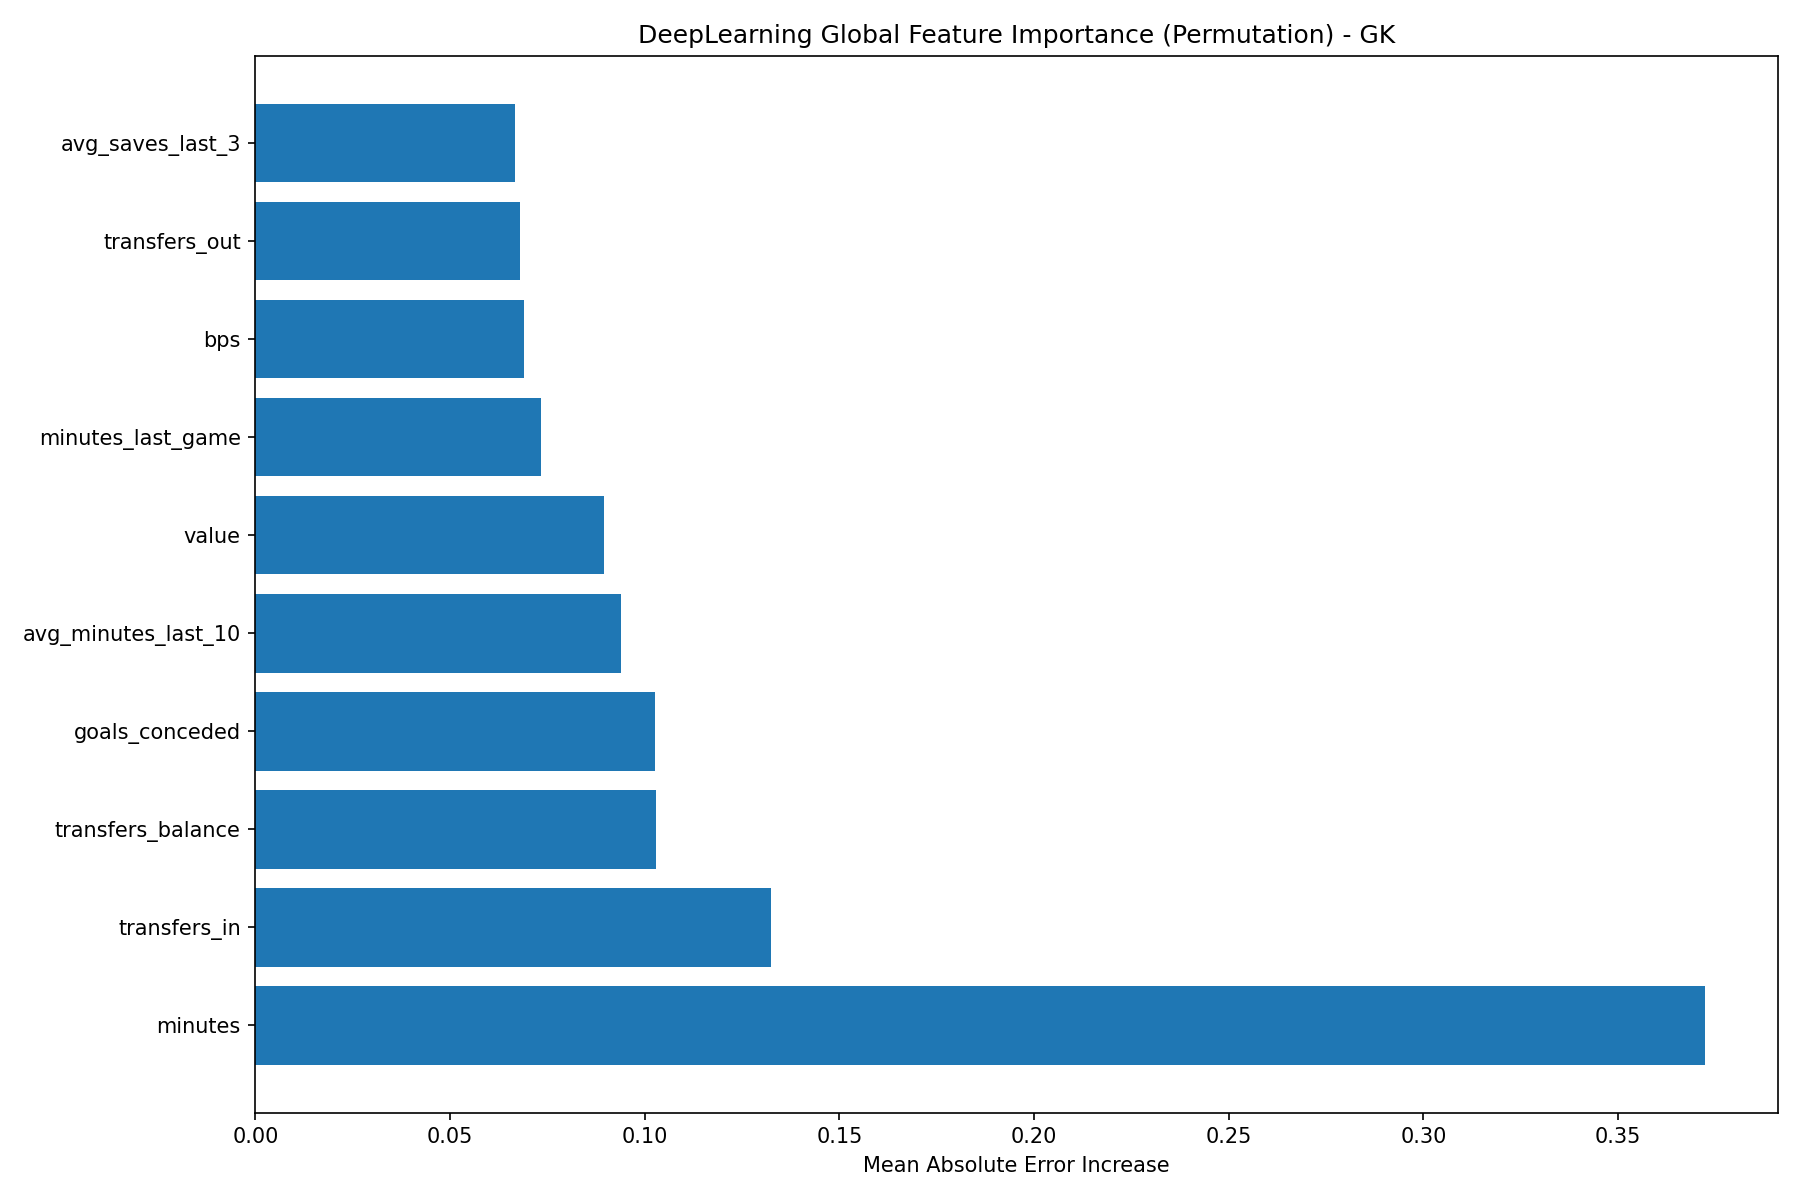 DeepLearning Global Feature Importance (Permutation) - GK
avg_saves_last_3
transfers_out
bps
minutes_last_game
value
avg_minutes_last_10
goals_conceded
transfers_balance
transfers_in
minutes
0.00 0.05 0.10 0.15 0.20 0.25 0.30 0.35
Mean Absolute Error Increase